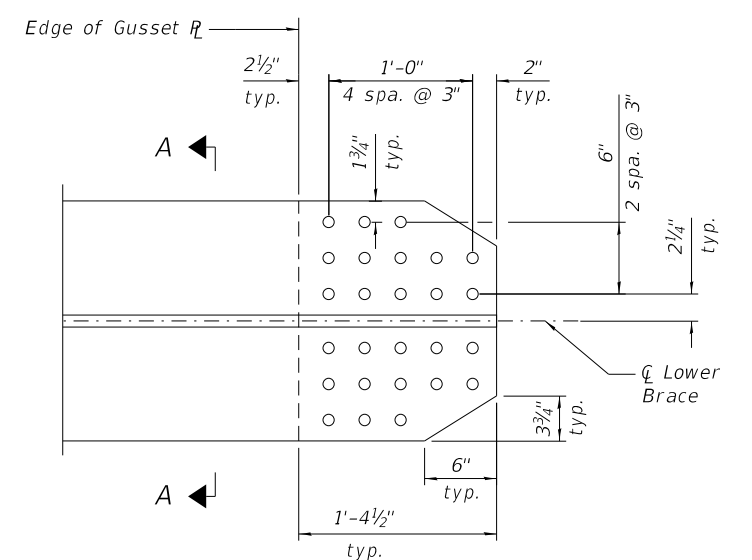 Edge of Gusset ⅊
2½"
typ.
1'-0"
4 spa. @ 3"
2"
typ.
6"
2 spa. @ 3"
1¾"
typ.
A
2¼"
typ.
℄ Lower
Brace
3¾"
typ.
6"
typ.
A
1'-4½"
typ.